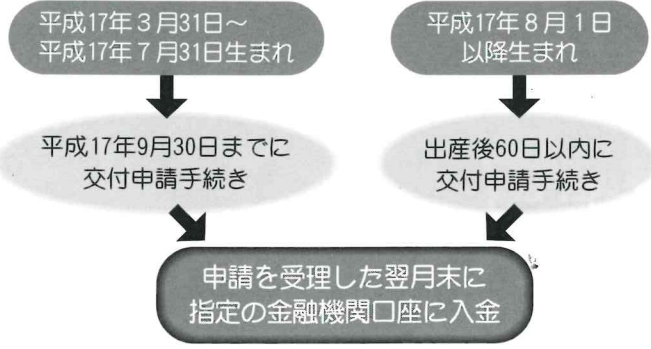 平成17年３月31日～
平成17年７月31日生まれ
平成17年８月１日
以降生まれ
平成17年9月30日までに
交付申請手続き
出産後60日以内に
交付申請手続き
申請を受理した翌月末に
指定の金融機関口座に入金